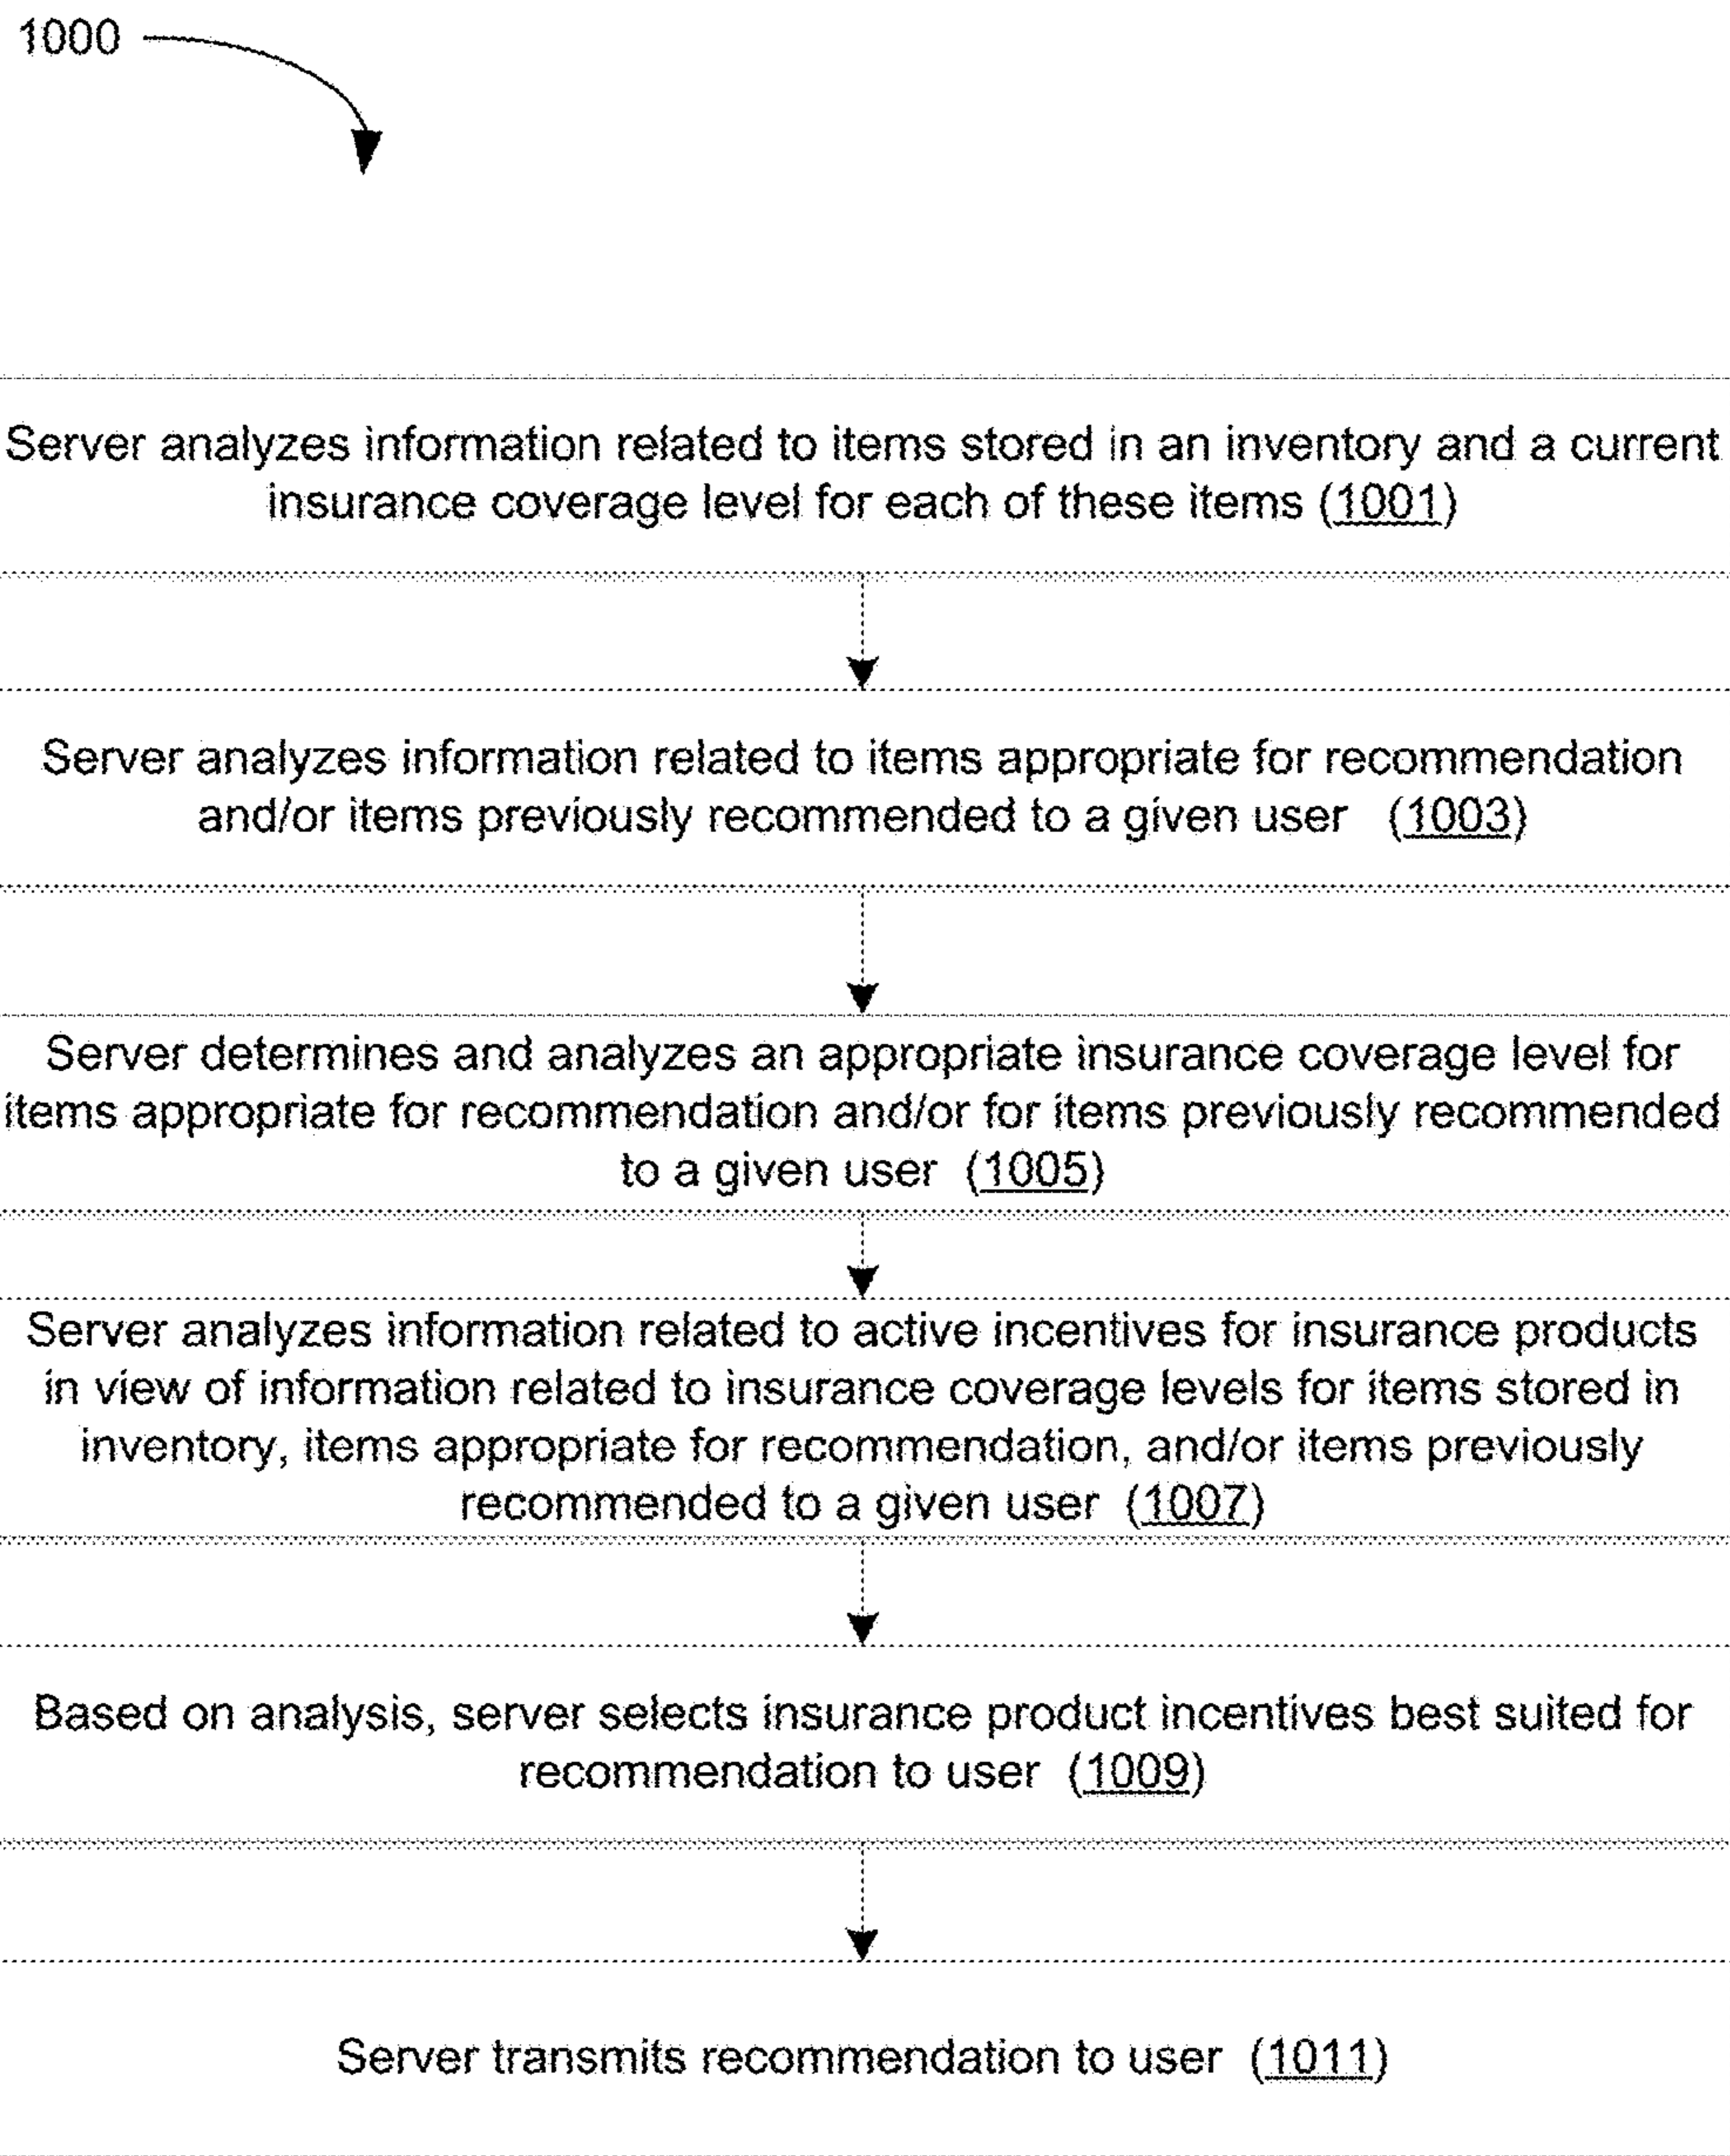 1000
Server analyzes information related to items stored in an inventory and a current
insurance coverage level for each of these items (1001)
Server analyzes information related to items appropriate for recommendation
and/or items previously recommended to a given user (1003)
Server determines and analyzes an appropriate insurance coverage level for
items appropriate for recommendation and/or for items previously recommended
to a given user (1005)
Server analyzes information related to active incentives for insurance products
in view of information related to insurance coverage levels for items stored in
inventory, items appropriate for recommendation, and/or items previously
recommended to a given user (1007)
Based on analysis, server selects insurance product incentives best suited for
recommendation to user (1009)
Server transmits recommendation to user (1011)